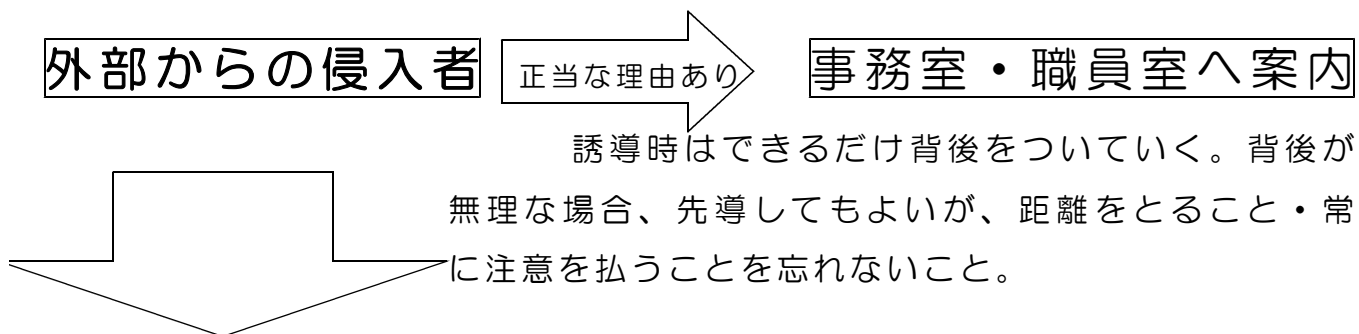 外部からの侵入者
正当な理由あり
事務室・職員室へ案内
誘導時はできるだけ背後をついていく。背後が
無理な場合、先導してもよいが、距離をとること・常
に注意を払うことを忘れないこと。